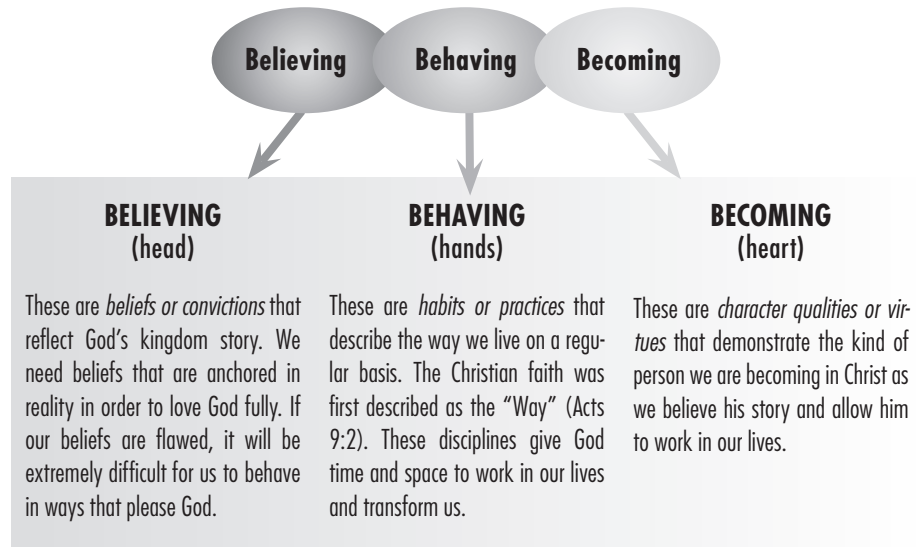 Believing Behaving Becoming
BELIEVING
(head)
These are beliefs or convictions that
reflect God's kingdom story. We
need beliefs that are anchored in
reality in order to love God fully. If
our beliefs are flawed, it will be
extremely difficult for us to behave
in ways that please God.
BEHAVING
(hands)
These are habits or practices that
describe the way we live on a regu-
lar basis. The Christian faith was
first described as the “Way” (Acts
9:2). These disciplines give God
time and space to work in our lives
and transform us.
BECOMING
(heart)
These are character qualities or vir-
tues that demonstrate the kind of
person we are becoming in Christ as
we believe his story and allow him
to work in our lives.